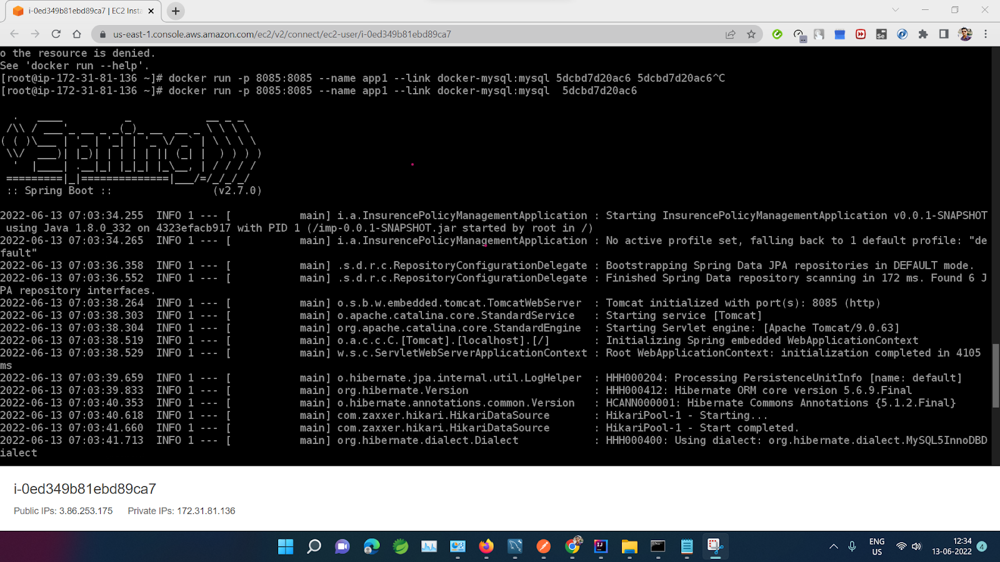 i-0ed349b81ebd89ca7 | EC2 Insta
us-east-1.console.aws.amazon.com/ec2/v2/connect/ec2-user/i-0ed349b81ebd89ca7
o the resource is denied.
See 'docker run --help'.
[root@ip-172-31-81-136 ~]# docker run -p 8085:8085 --name app1 --link docker-mysql:mysql 5dcbd7d20ac6 5dcbd7d20ac6^C
[root@ip-172-31-81-136 ~]# docker run -p 8085:8085 --name app1 --link docker-mysql:mysql  5dcbd7d20ac6
Spring
:: Spring Boot ::                (v2.7.0)
2022-06-13 07:03:34.255  INFO 1 --- [           main] i.a.InsurencePolicyManagementApplication : Starting InsurencePolicyManagementApplication v0.0.1-SNAPSHOT
using Java 1.8.0_332 on 4323efacb917 with PID 1 (/imp-0.0.1-SNAPSHOT.jar started by root in /)
2022-06-13 07:03:34.265  INFO 1 --- [           main] i.a.InsurencePolicyManagementApplication : No active profile set, falling back to 1 default profile: "de
fault"
2022-06-13 07:03:36.358  INFO 1 --- [           main] .s.d.r.c.RepositoryConfigurationDelegate : Bootstrapping Spring Data JPA repositories in DEFAULT mode.
2022-06-13 07:03:36.552  INFO 1 --- [           main] .s.d.r.c.RepositoryConfigurationDelegate : Finished Spring Data repository scanning in 172 ms. Found 6 J
PA repository interfaces.
2022-06-13 07:03:38.264  INFO 1 --- [           main] o.s.b.w.embedded.tomcat.TomcatWebServer  : Tomcat initialized with port(s): 8085 (http)
2022-06-13 07:03:38.303  INFO 1 --- [           main] o.apache.catalina.core.StandardService   : Starting service [Tomcat]
2022-06-13 07:03:38.304  INFO 1 --- [           main] org.apache.catalina.core.StandardEngine  : Starting Servlet engine: [Apache Tomcat/9.0.63]
2022-06-13 07:03:38.519  INFO 1 --- [           main] o.a.c.c.C.[Tomcat].[localhost].[/]       : Initializing Spring embedded WebApplicationContext
2022-06-13 07:03:38.529  INFO 1 --- [           main] w.s.c.ServletWebServerApplicationContext : Root WebApplicationContext: initialization completed in 4105
ms
2022-06-13 07:03:39.659  INFO 1 --- [           main] o.hibernate.jpa.internal.util.LogHelper  : HHH000204: Processing PersistenceUnitInfo [name: default]
2022-06-13 07:03:39.833  INFO 1 --- [           main] org.hibernate.Version                    : HHH000412: Hibernate ORM core version 5.6.9.Final
2022-06-13 07:03:40.353  INFO 1 --- [           main] o.hibernate.annotations.common.Version   : HCANN000001: Hibernate Commons Annotations {5.1.2.Final}
2022-06-13 07:03:40.618  INFO 1 --- [           main] com.zaxxer.hikari.HikariDataSource       : HikariPool-1 - Starting...
2022-06-13 07:03:41.660  INFO 1 --- [           main] com.zaxxer.hikari.HikariDataSource       : HikariPool-1 - Start completed.
2022-06-13 07:03:41.713  INFO 1 --- [           main] org.hibernate.dialect.Dialect            : HHH000400: Using dialect: org.hibernate.dialect.MySQL5InnoDBD
ialect
i-0ed349b81ebd89ca7
Public IPs: 3.86.253.175    Private IPs: 172.31.81.136
ENG
US
12:34
13-06-2022
4